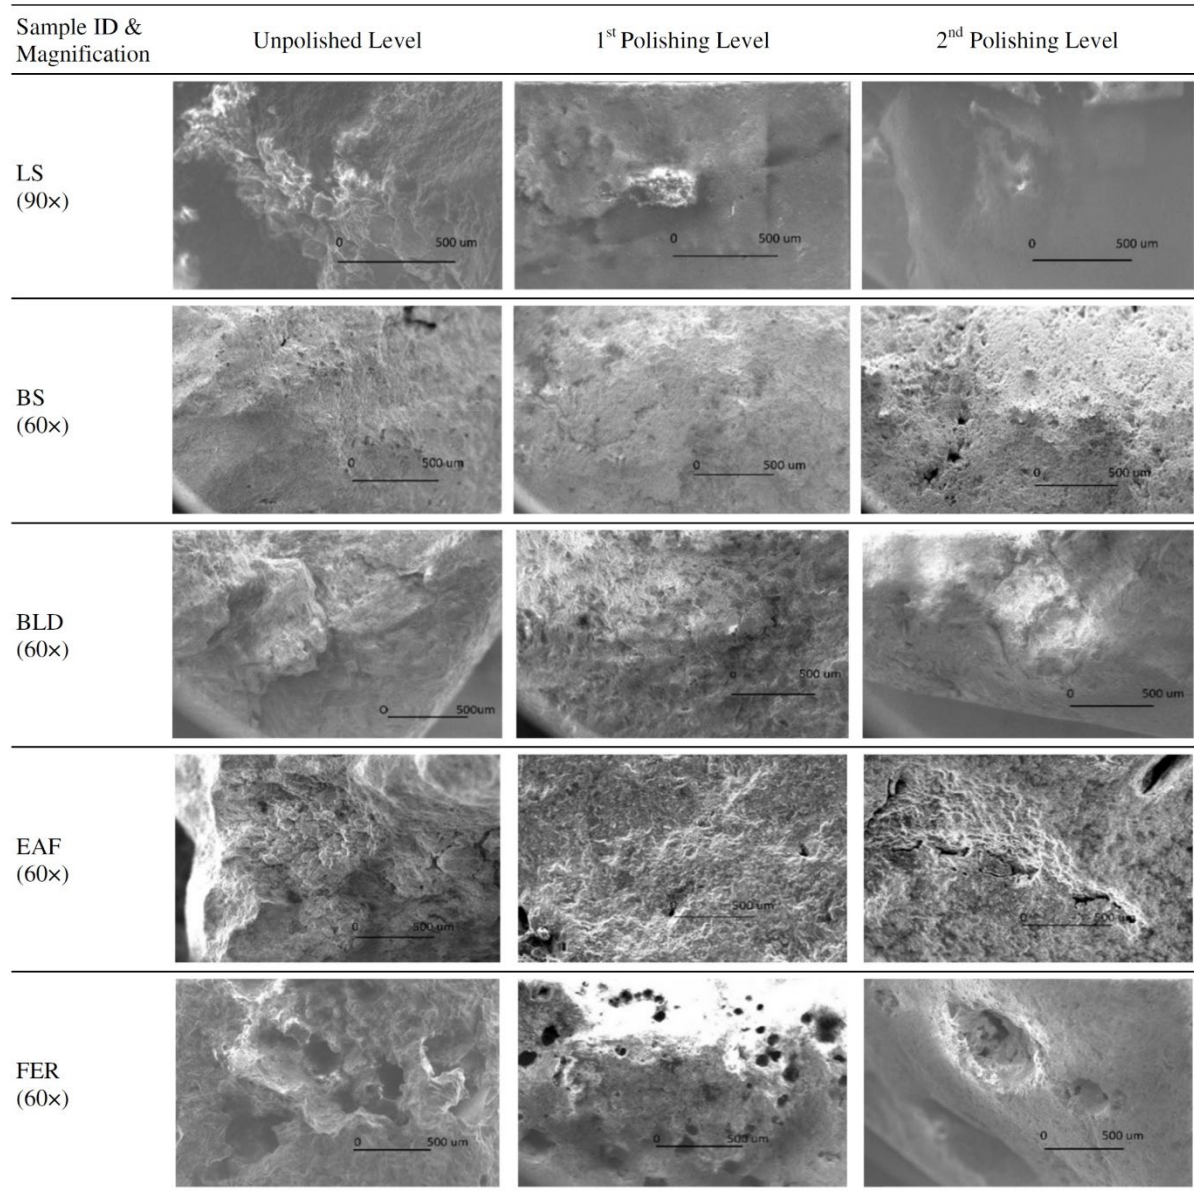 Sample ID &
Magnification
Unpolished Level
1st Polishing Level
2nd Polishing Level
LS
(90×)
0 500 um
0 500 um
0 500 um
BS
(60×)
0 500 um
0 500 um
0 500 um
BLD
(60×)
0 500um
0 500 um
0 500 um
EAF
(60×)
0 500 um
0 500 um
0 500 um
FER
(60×)
0 500 um
0 500 um
0 500 um